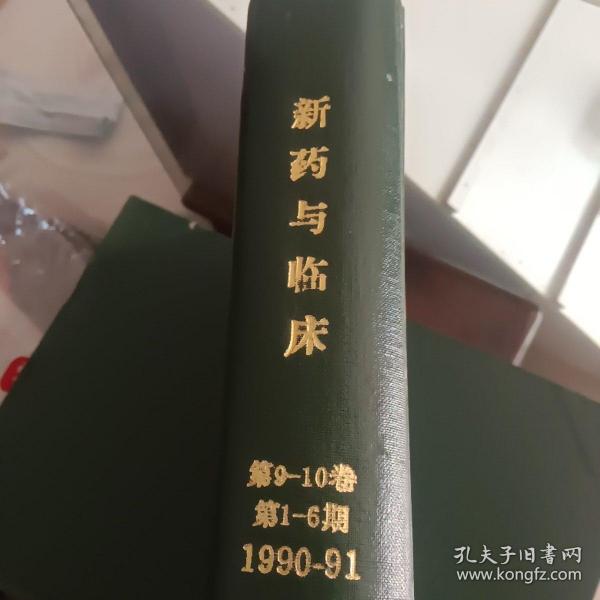 新药与临床
第9-10卷
第1-6期
1990-91
孔夫子旧书网
www.kongfz.com